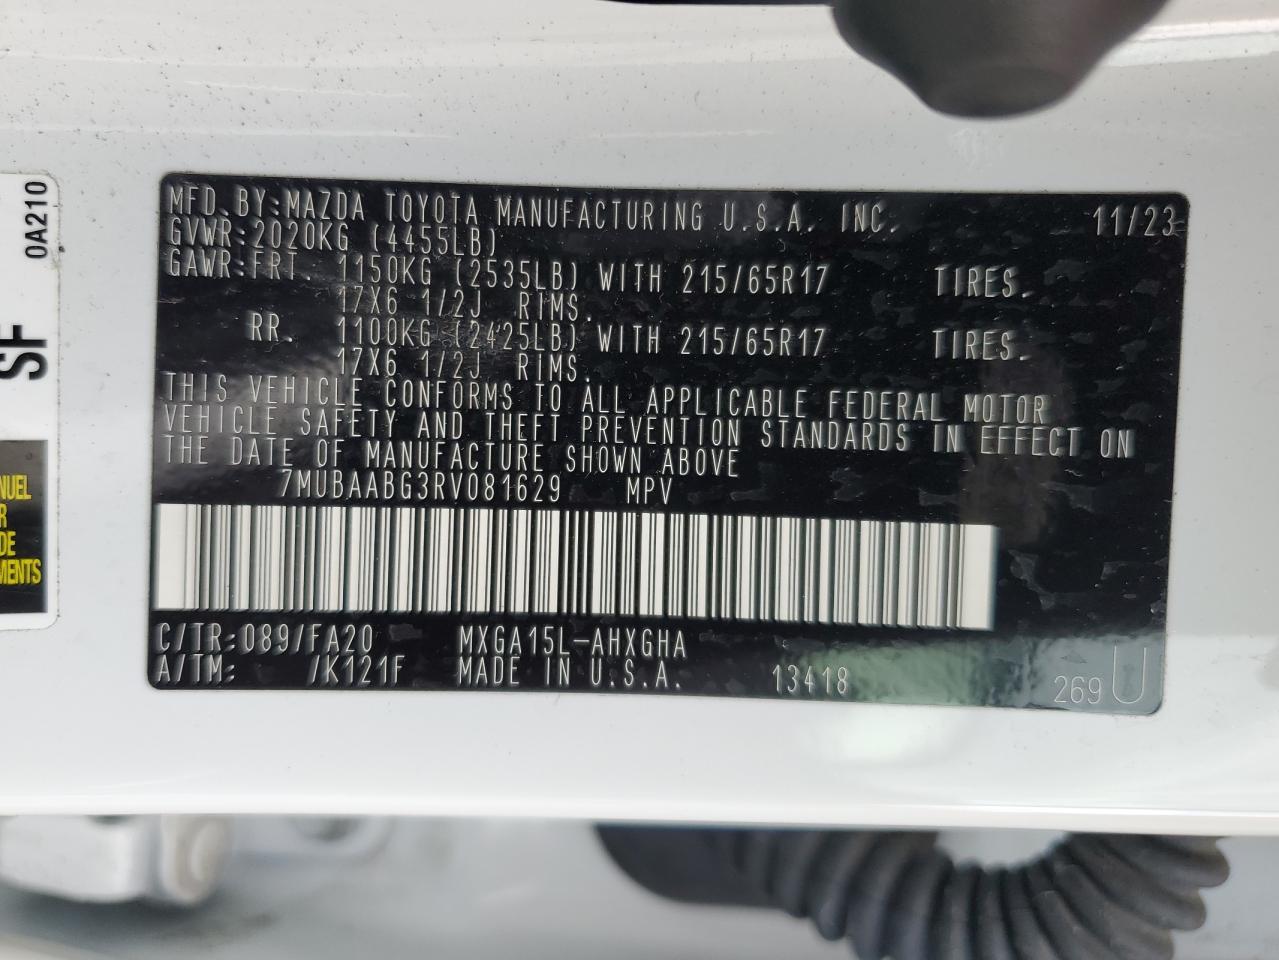 MFD.BY:MAZDA TOYOTA MANUFACTURING U.S.A. INC. 11/23
GVWR:2020KG (4455LB)
GAWR:FRT. 1150KG (2535LB) WITH 215/65R17 TIRES.
17X6 1/2J RIMS.
RR. 1100KG (2425LB) WITH 215/65R17 TIRES.
17X6 1/2J RIMS.
THIS VEHICLE CONFORMS TO ALL APPLICABLE FEDERAL MOTOR
VEHICLE SAFETY AND THEFT PREVENTION STANDARDS IN EFFECT ON
THE DATE OF MANUFACTURE SHOWN ABOVE
7MUBAABG3RV081629 MPV
C/TR:089/FA20 MXGA15L-AHXGHA
A/TM: /K121F MADE IN U.S.A. 13418 269 U
0A210
SF
NUEL
R
DE
MENTS